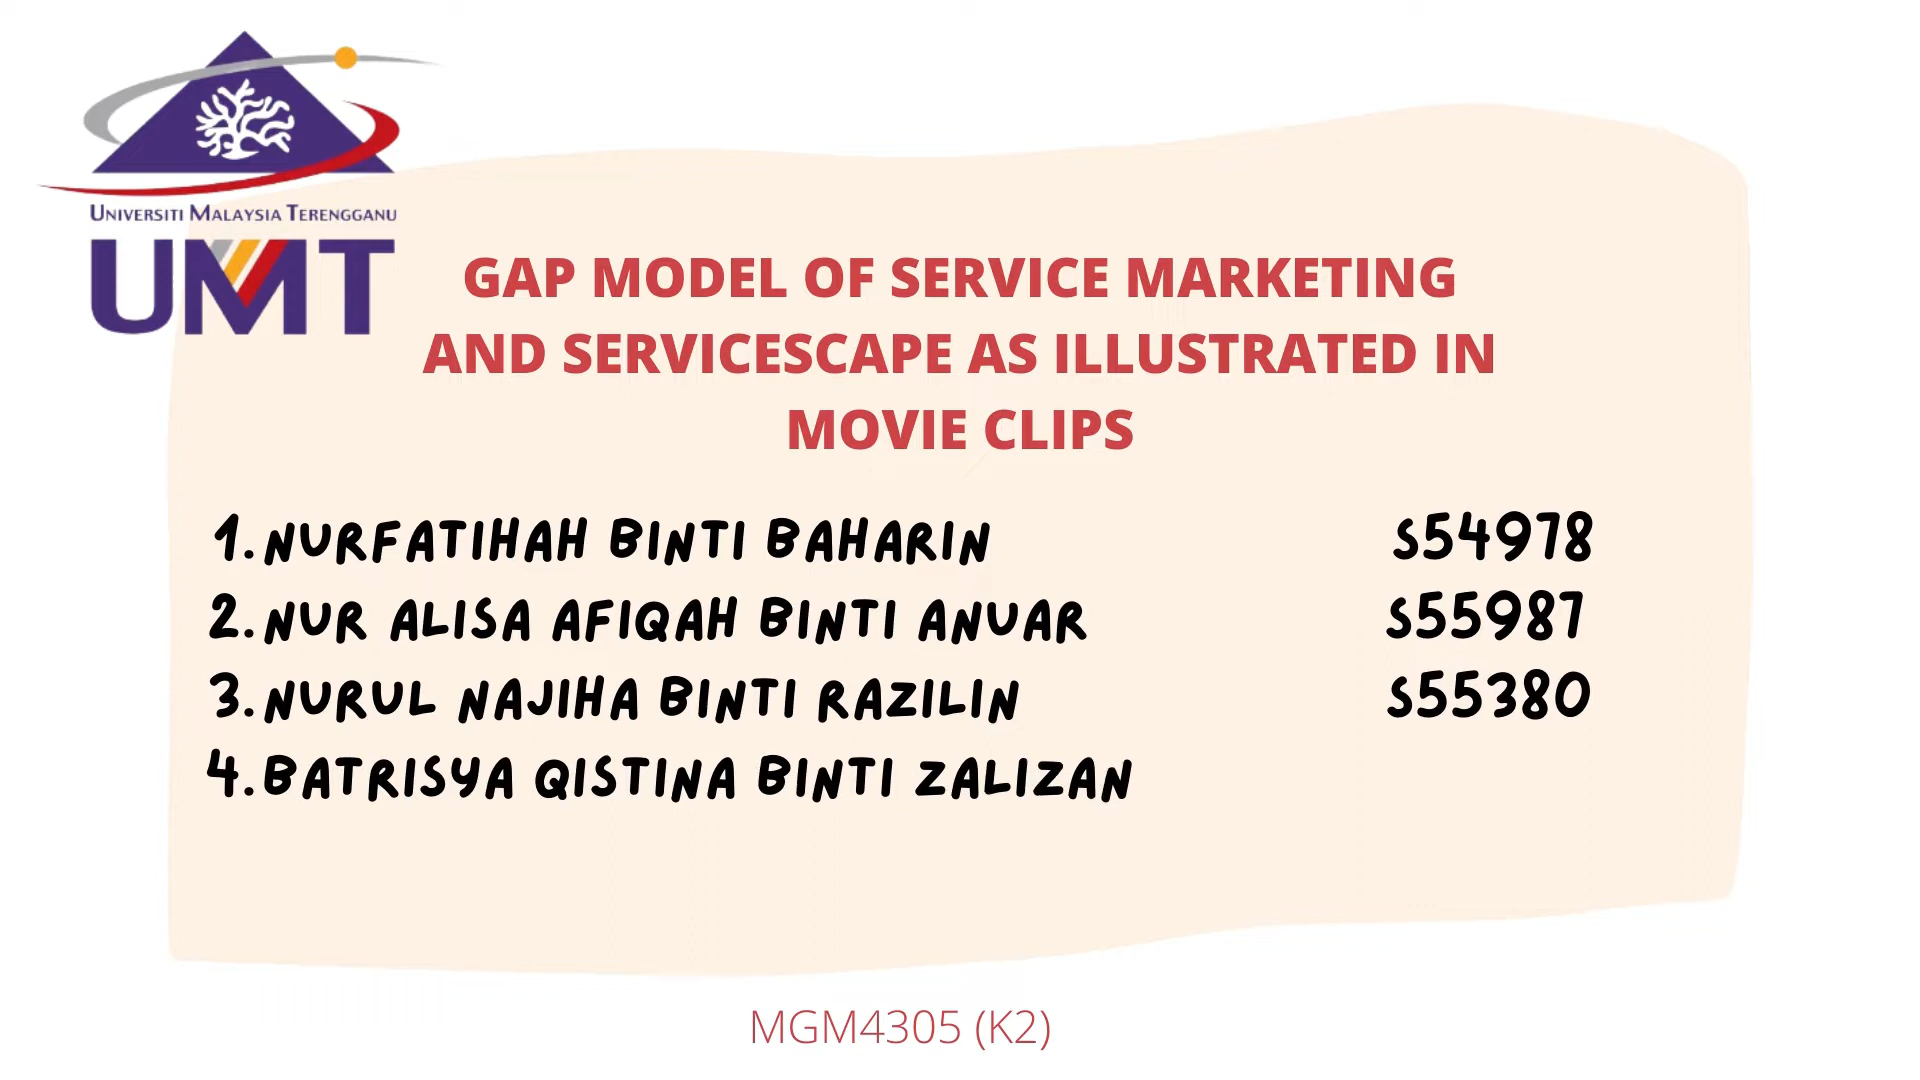 UNIVERSITI MALAYSIA TERENGGANU
UMT
GAP MODEL OF SERVICE MARKETING
AND SERVICESCAPE AS ILLUSTRATED IN
MOVIE CLIPS
1. NURFATIHAH BINTI BAHARIN S54978
2. NUR ALISA AFIQAH BINTI ANUAR S55987
3. NURUL NAJIHA BINTI RAZILIN S55380
4. BATRISYA QISTINA BINTI ZALIZAN
MGM4305 (K2)